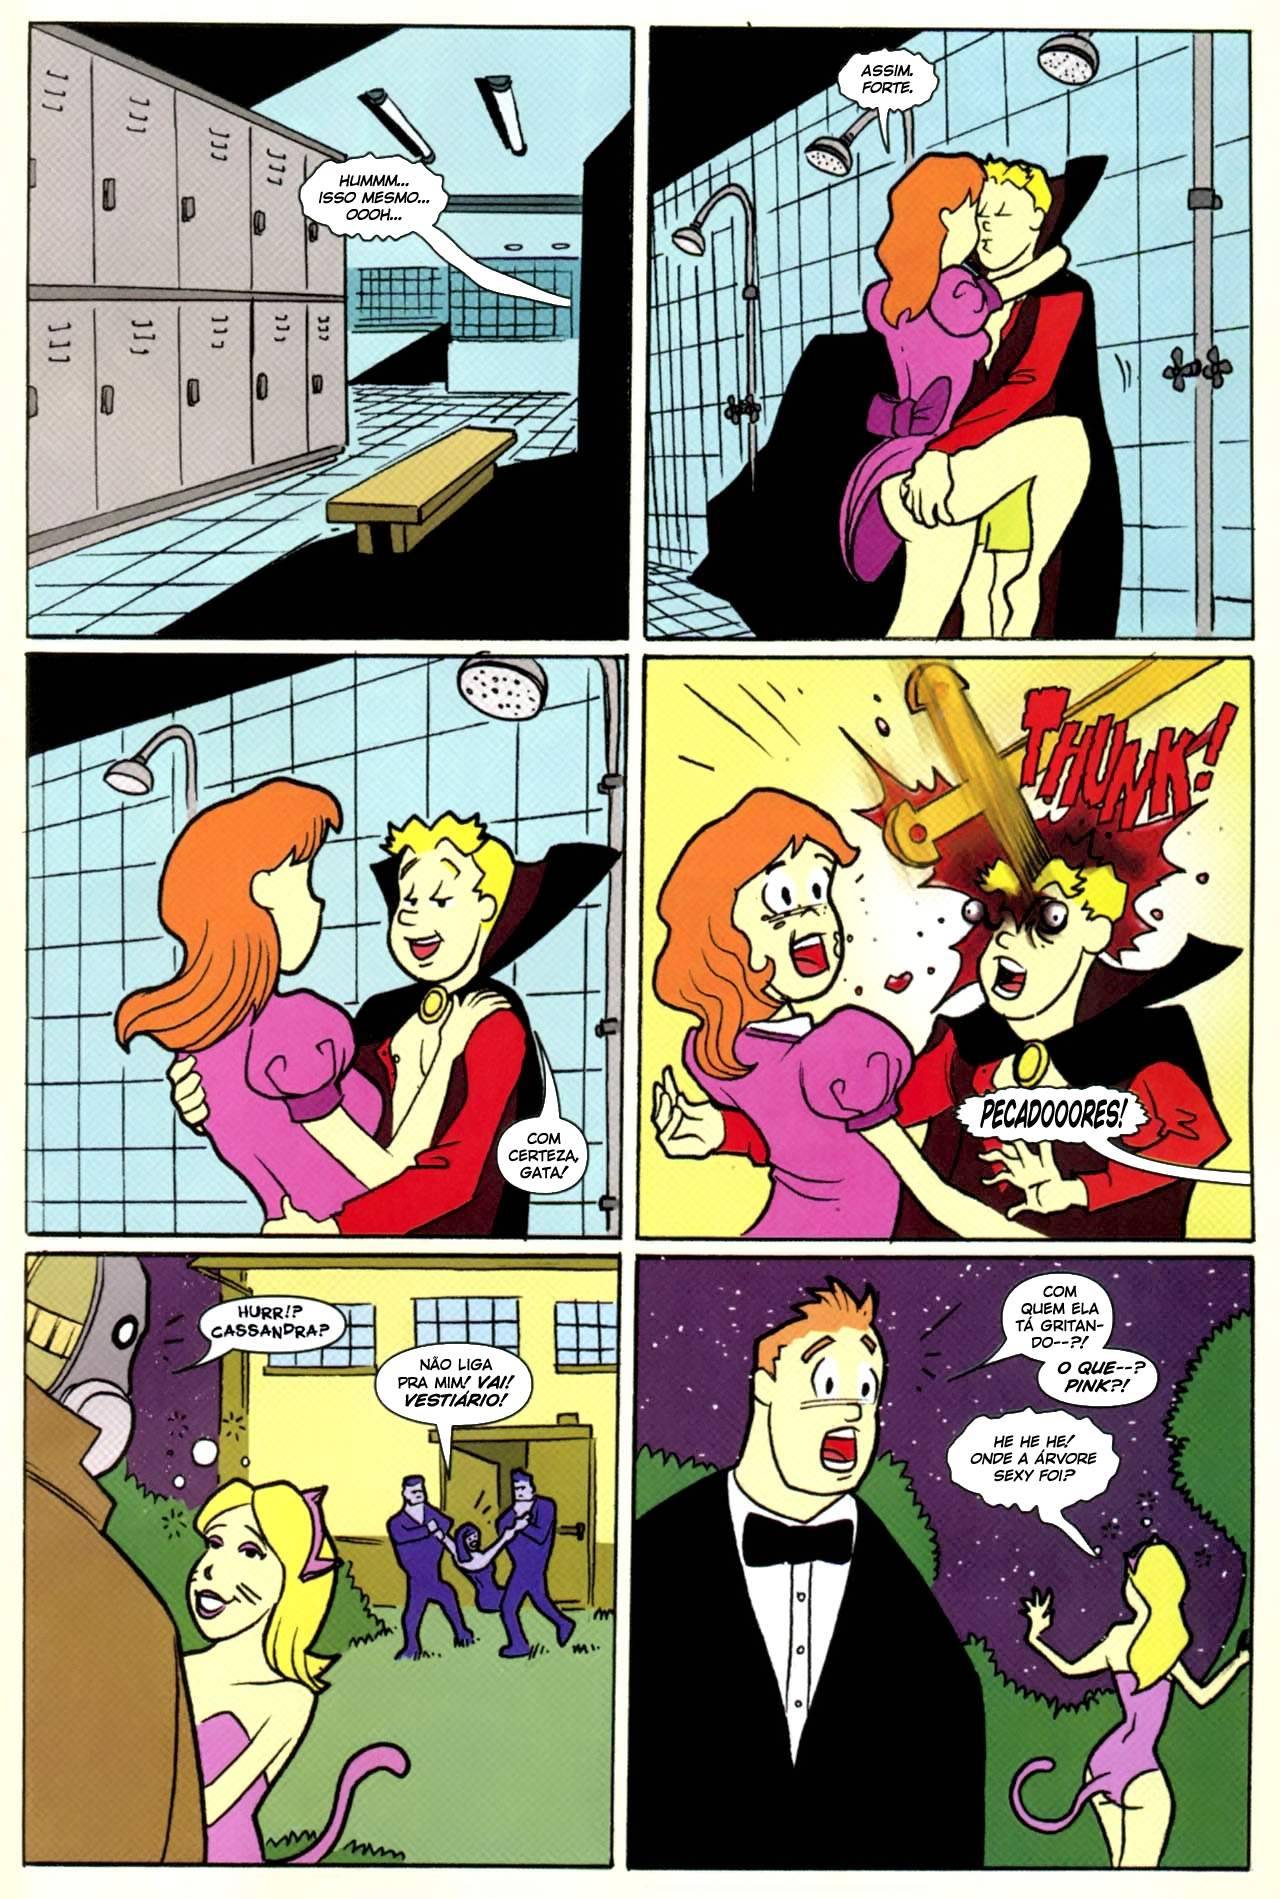 HUMMM...
ISSO MESMO...
OOOH...
ASSIM.
FORTE.
COM
CERTEZA,
GATA!
THUNK!
PECADOOORES!
HURR!?
CASSANDRA?
NÃO LIGA
PRA MIM! VAI!
VESTIÁRIO!
COM
QUEM ELA
TÁ GRITAN-
DO--?!
O QUE--?
PINK?!
HE HE HE!
ONDE A ÁRVORE
SEXY FOI?